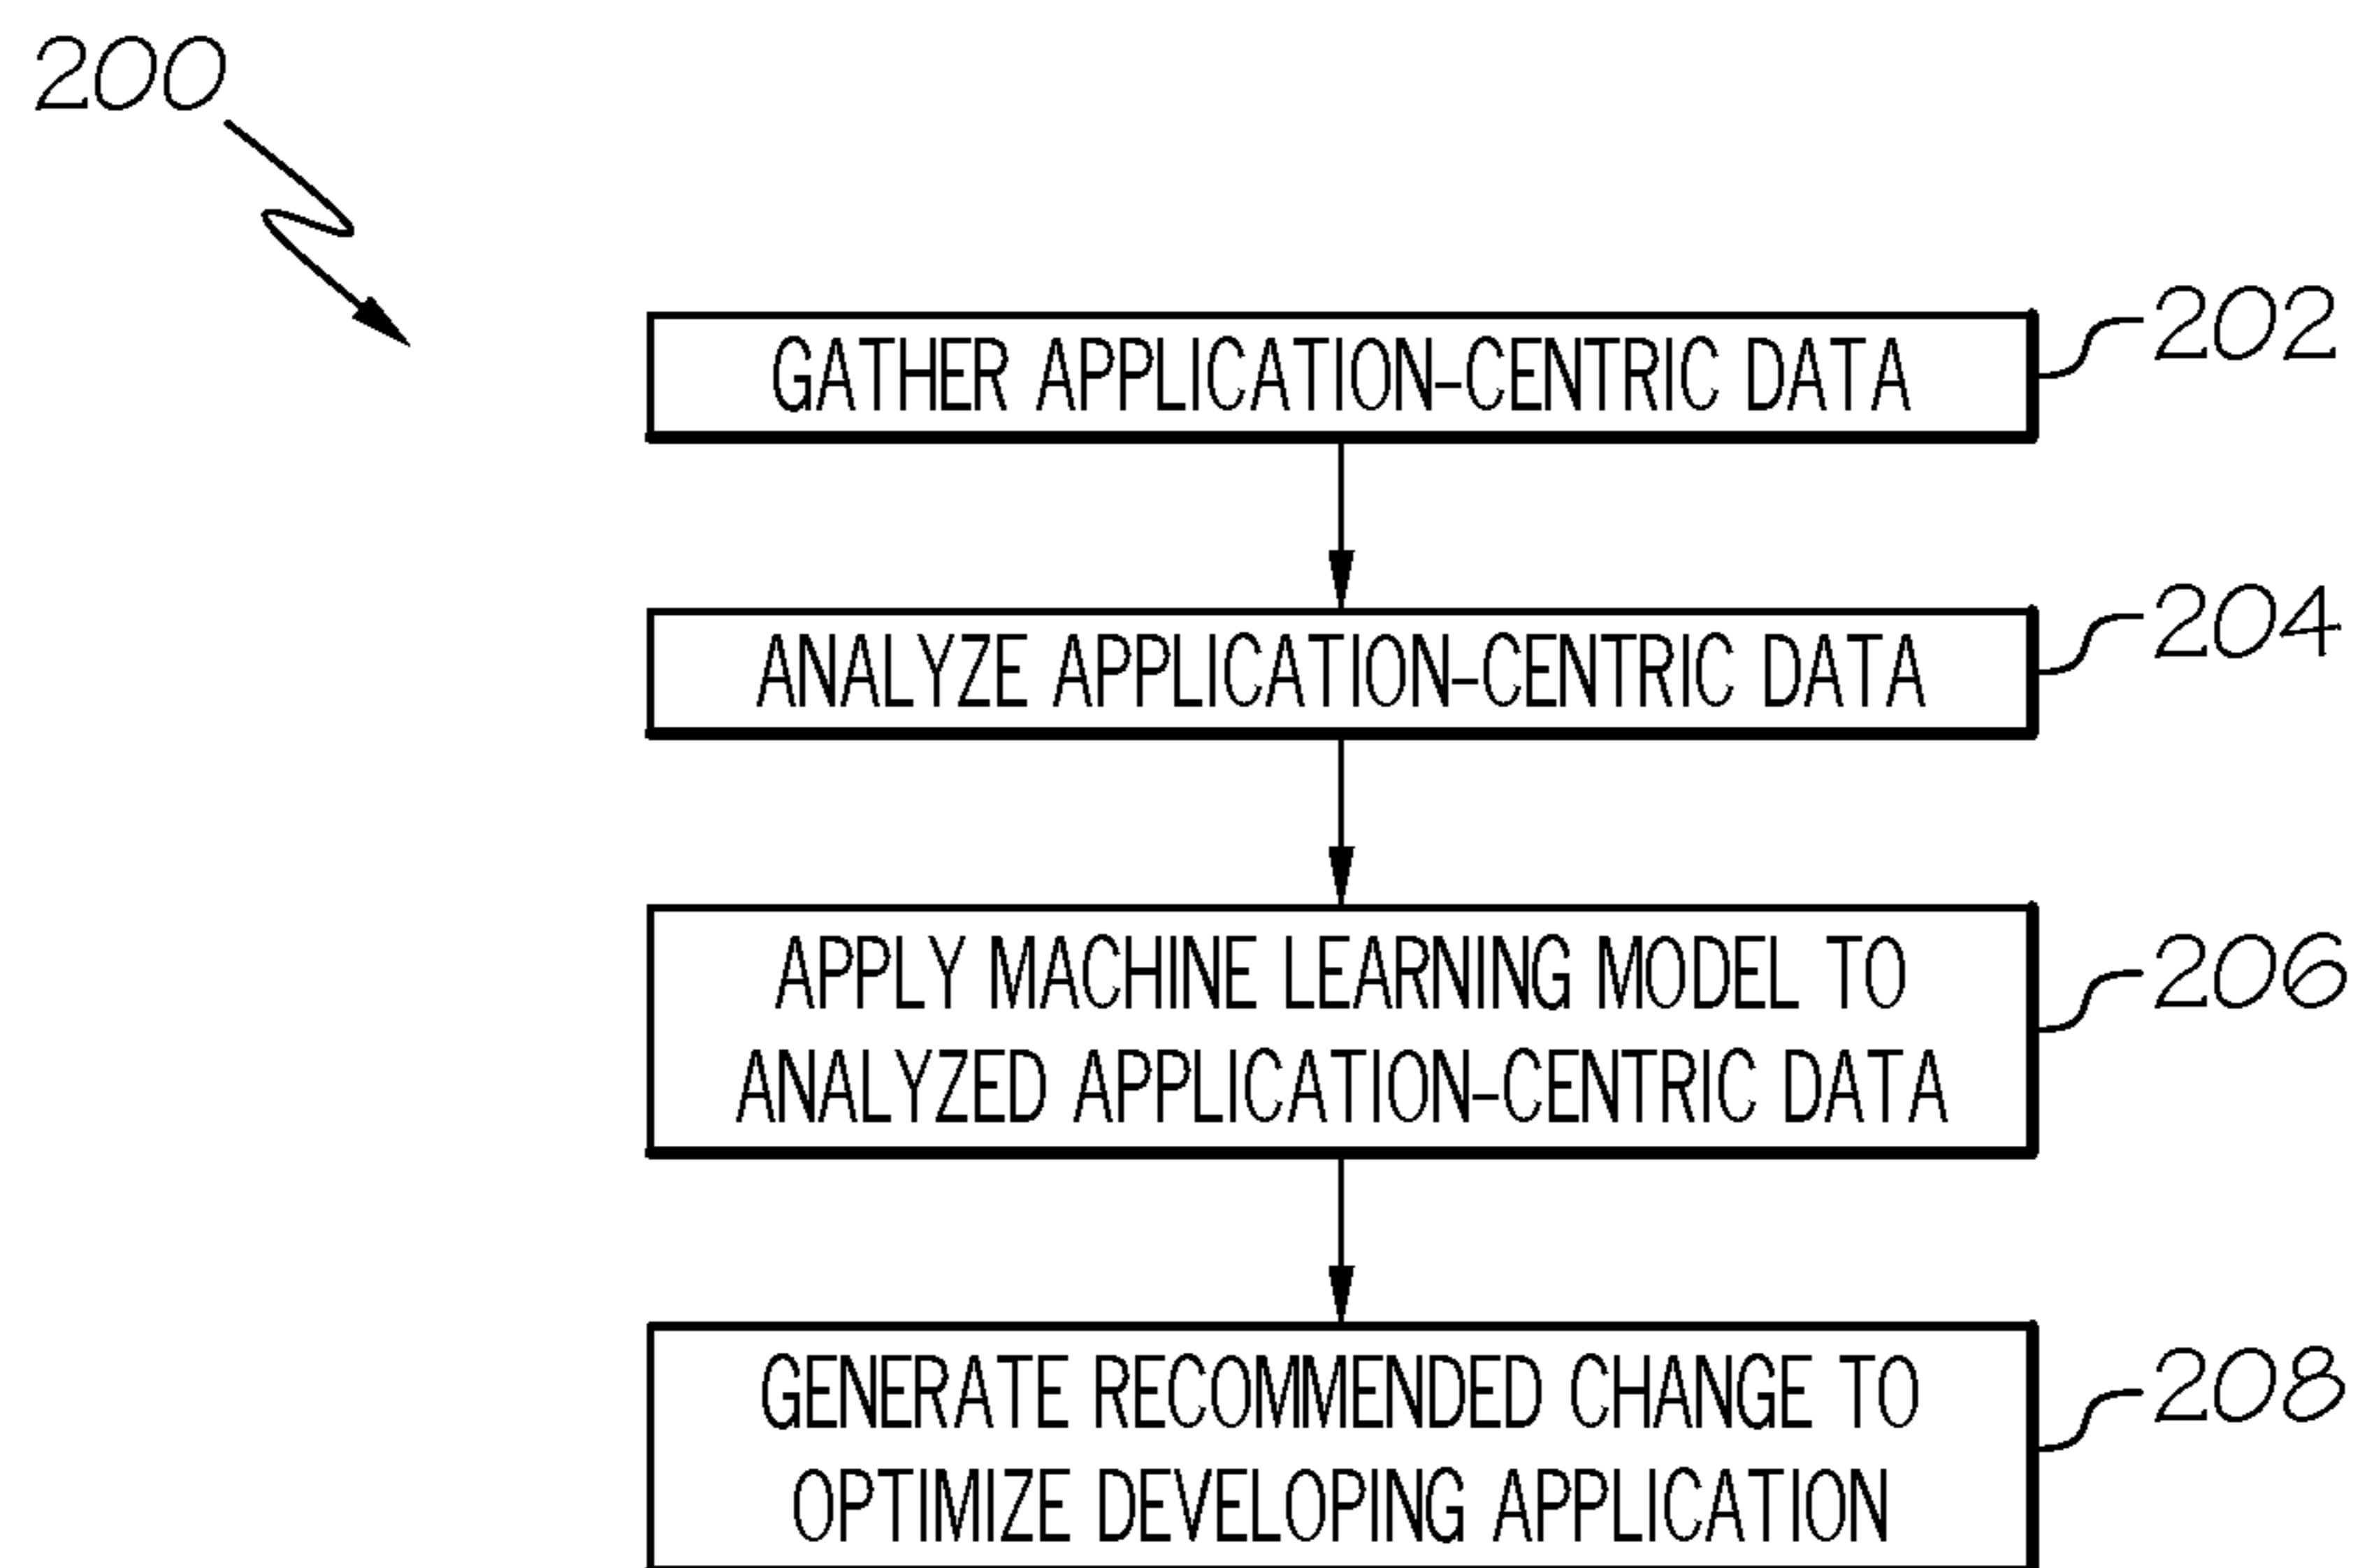 200
GATHER APPLICATION-CENTRIC DATA
202
ANALYZE APPLICATION-CENTRIC DATA
204
APPLY MACHINE LEARNING MODEL TO
ANALYZED APPLICATION-CENTRIC DATA
206
GENERATE RECOMMENDED CHANGE TO
OPTIMIZE DEVELOPING APPLICATION
208